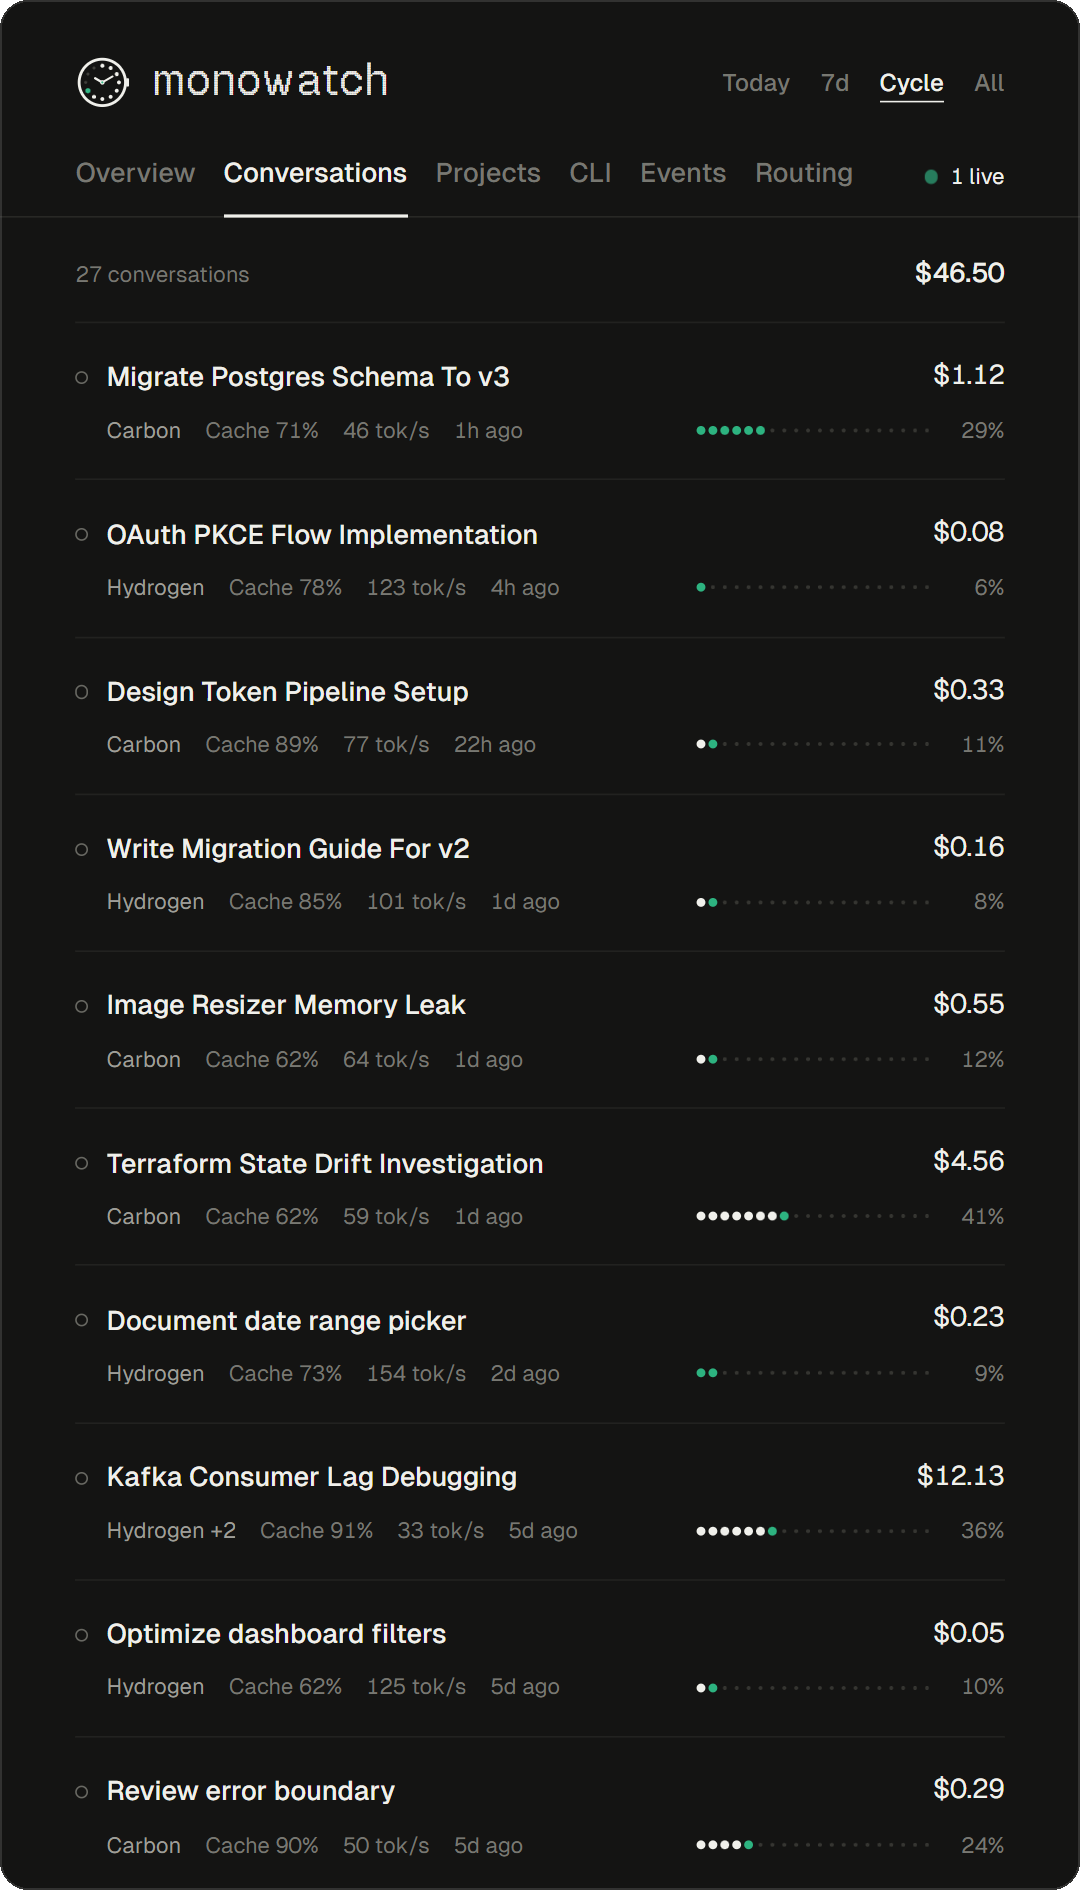 monowatch
Today 7d Cycle All
Overview Conversations Projects CLI Events Routing 1 live
27 conversations $46.50
Migrate Postgres Schema To v3 $1.12
Carbon Cache 71% 46 tok/s 1h ago 29%
OAuth PKCE Flow Implementation $0.08
Hydrogen Cache 78% 123 tok/s 4h ago 6%
Design Token Pipeline Setup $0.33
Carbon Cache 89% 77 tok/s 22h ago 11%
Write Migration Guide For v2 $0.16
Hydrogen Cache 85% 101 tok/s 1d ago 8%
Image Resizer Memory Leak $0.55
Carbon Cache 62% 64 tok/s 1d ago 12%
Terraform State Drift Investigation $4.56
Carbon Cache 62% 59 tok/s 1d ago 41%
Document date range picker $0.23
Hydrogen Cache 73% 154 tok/s 2d ago 9%
Kafka Consumer Lag Debugging $12.13
Hydrogen +2 Cache 91% 33 tok/s 5d ago 36%
Optimize dashboard filters $0.05
Hydrogen Cache 62% 125 tok/s 5d ago 10%
Review error boundary $0.29
Carbon Cache 90% 50 tok/s 5d ago 24%